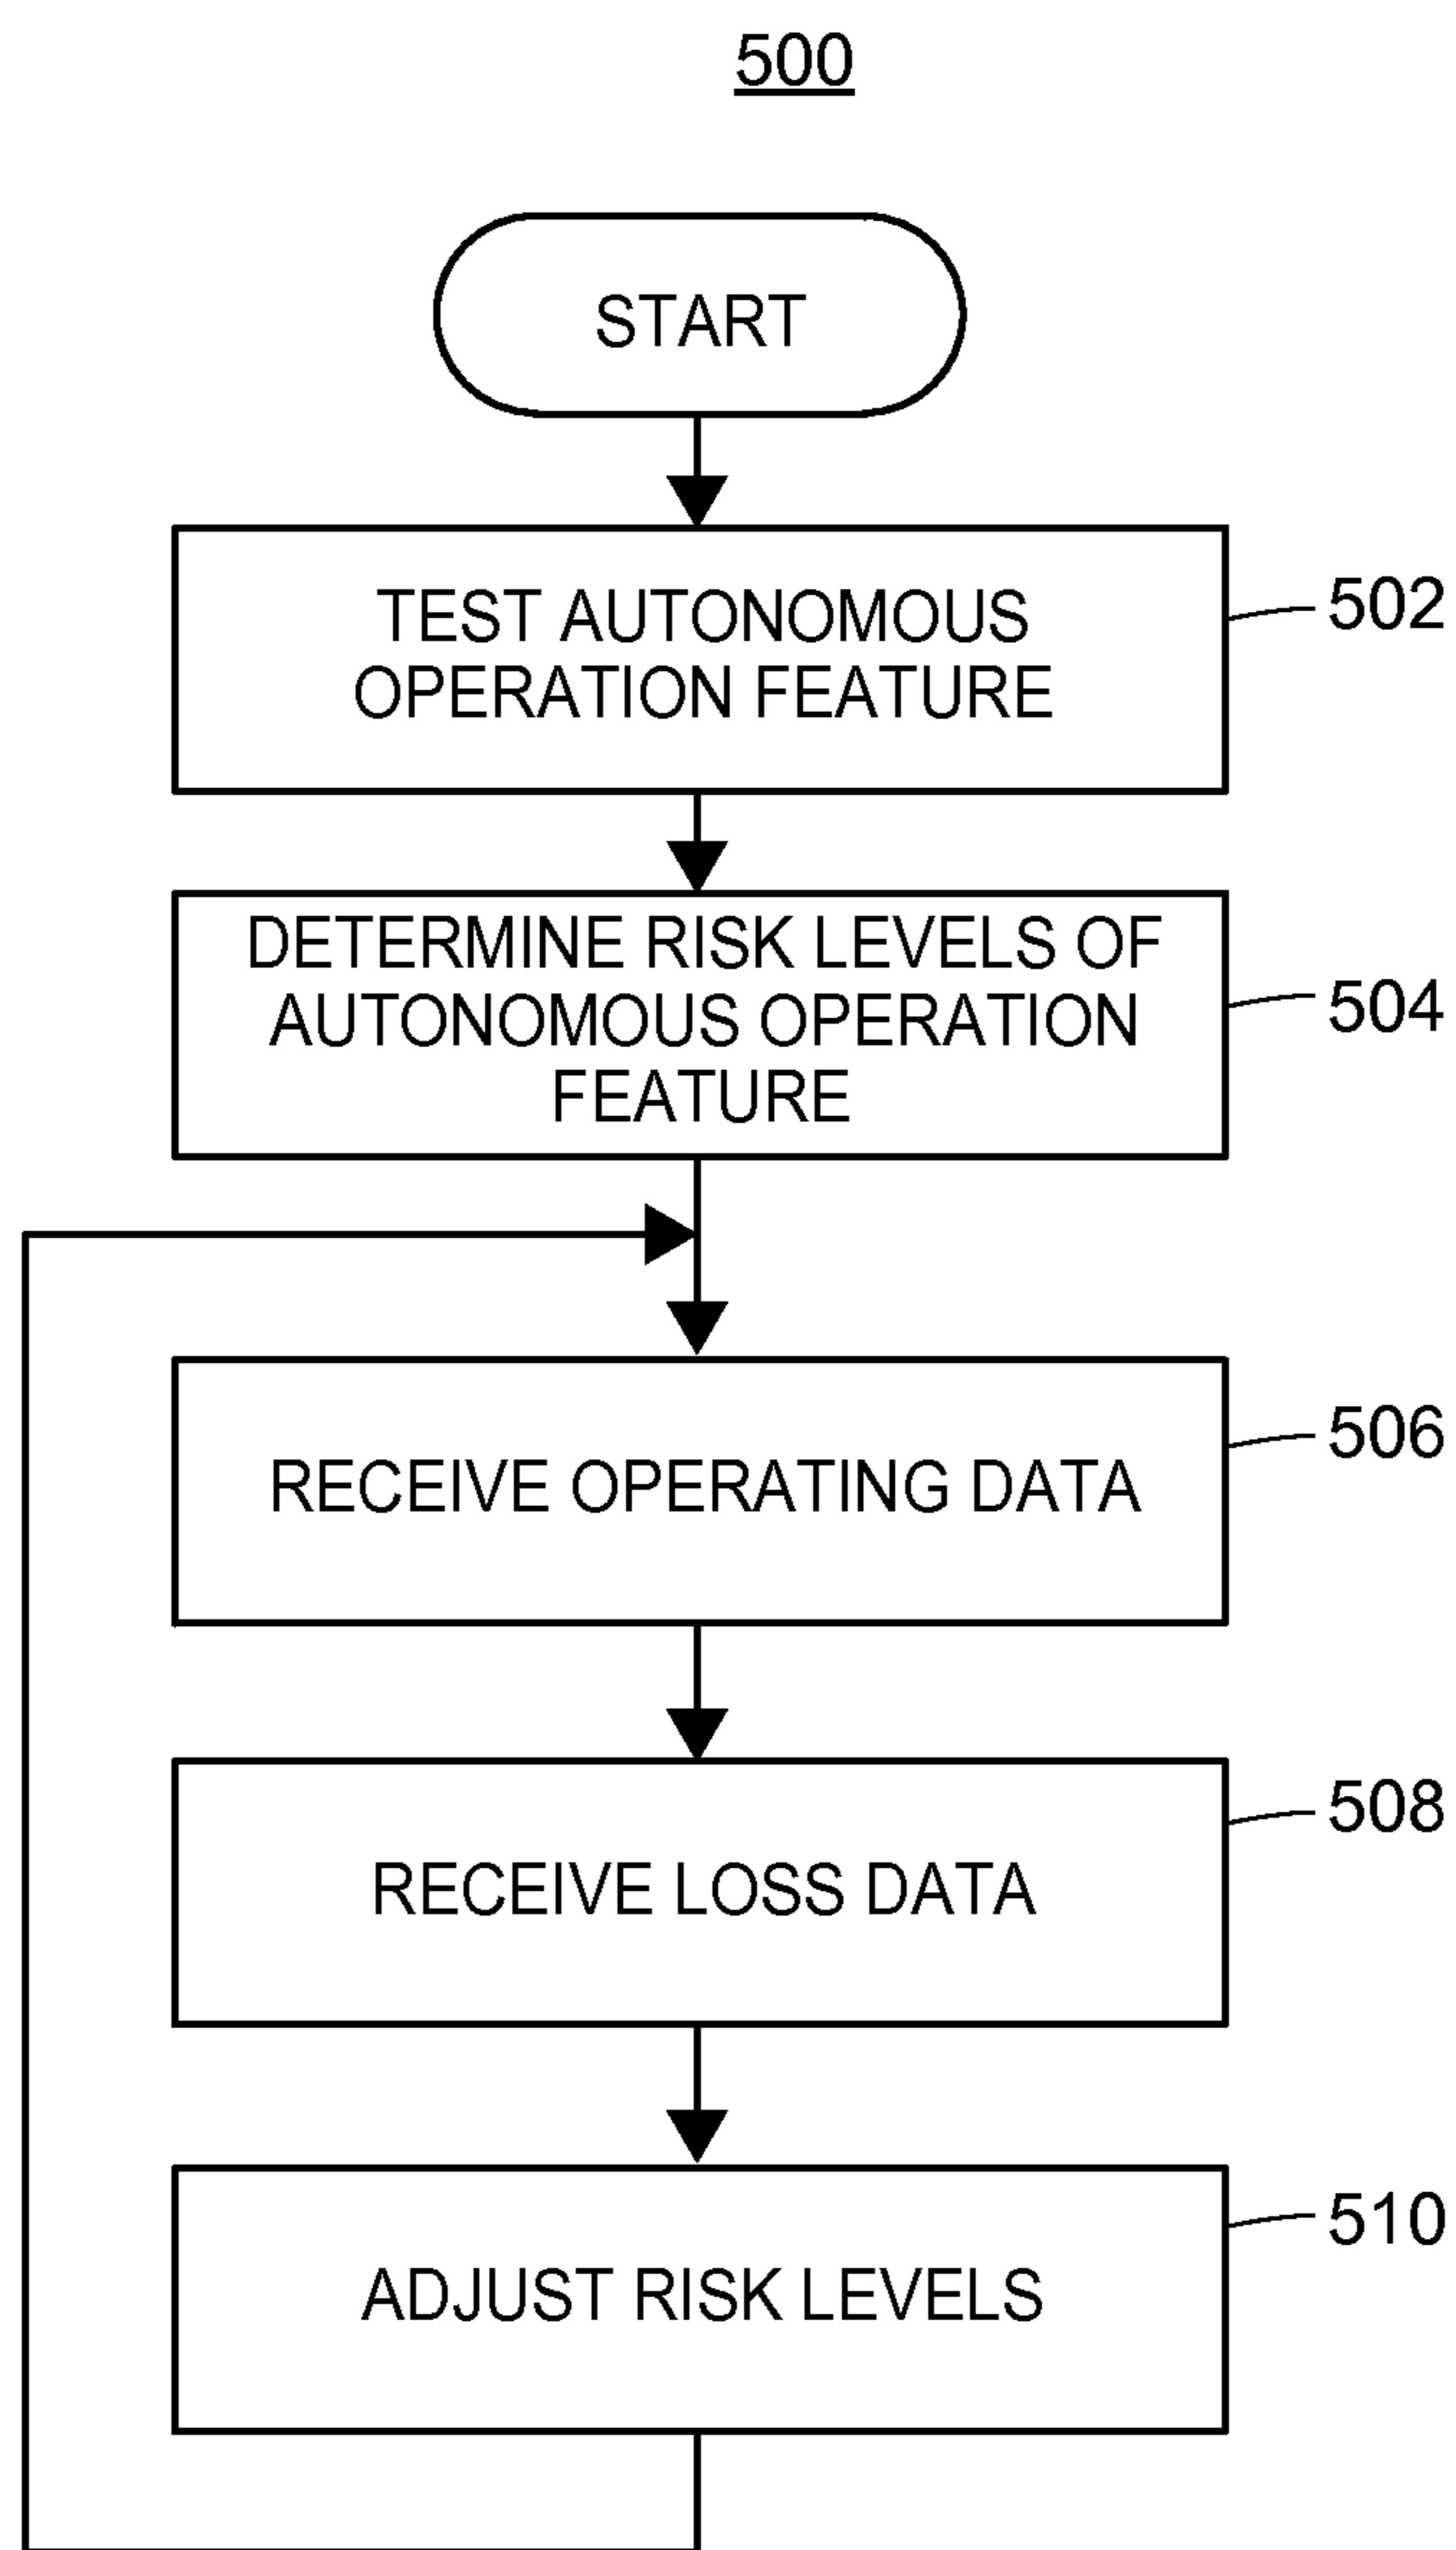 500
START
TEST AUTONOMOUS
OPERATION FEATURE
502
DETERMINE RISK LEVELS OF
AUTONOMOUS OPERATION
FEATURE
504
RECEIVE OPERATING DATA
506
RECEIVE LOSS DATA
508
ADJUST RISK LEVELS
510